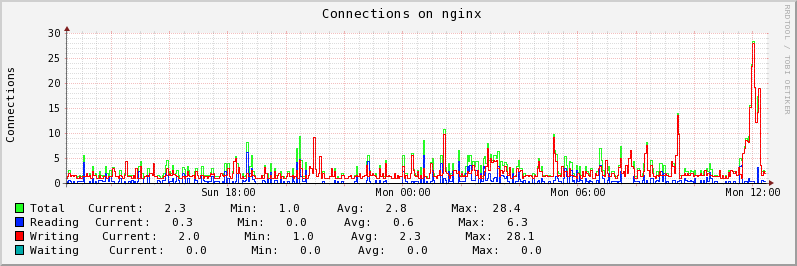 Connections on nginx
RRDTOOL / TOBI OETIKER
Connections
30
25
20
15
10
5
0
Sun 18:00 Mon 00:00 Mon 06:00 Mon 12:00
Total Current: 2.3 Min: 1.0 Avg: 2.8 Max: 28.4
Reading Current: 0.3 Min: 0.0 Avg: 0.6 Max: 6.3
Writing Current: 2.0 Min: 1.0 Avg: 2.3 Max: 28.1
Waiting Current: 0.0 Min: 0.0 Avg: 0.0 Max: 0.0